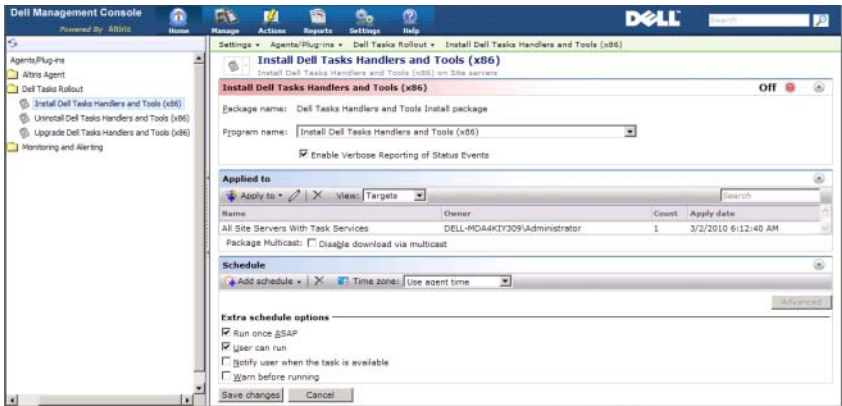 Dell Management Console
Powered By Altiris
Home
Manage
Actions
Reports
Settings
Help
DELL
Search
Settings Agents/Plug-ins Dell Tasks Rollout Install Dell Tasks Handlers and Tools (x86)
Agents/Plug-ins
Altiris Agent
Dell Tasks Rollout
Install Dell Tasks Handlers and Tools (x86)
Uninstall Dell Tasks Handlers and Tools (x86)
Upgrade Dell Tasks Handlers and Tools (x86)
Monitoring and Alerting
Install Dell Tasks Handlers and Tools (x86)
Install Dell Tasks Handlers and Tools (x86) on Site servers
Install Dell Tasks Handlers and Tools (x86)
Off
Package name: Dell Tasks Handlers and Tools Install package
Program name: Install Dell Tasks Handlers and Tools (x86)
Enable Verbose Reporting of Status Events
Applied to
Apply to View: Targets Search
Name Owner Count Apply date
All Site Servers With Task Services DELL-MDA4KIY309\Administrator 1 3/2/2010 6:12:40 AM
Package Multicast: Disable download via multicast
Schedule
Add schedule Time zone: Use agent time
Advanced
Extra schedule options
Run once ASAP
User can run
Notify user when the task is available
Warn before running
Save changes Cancel